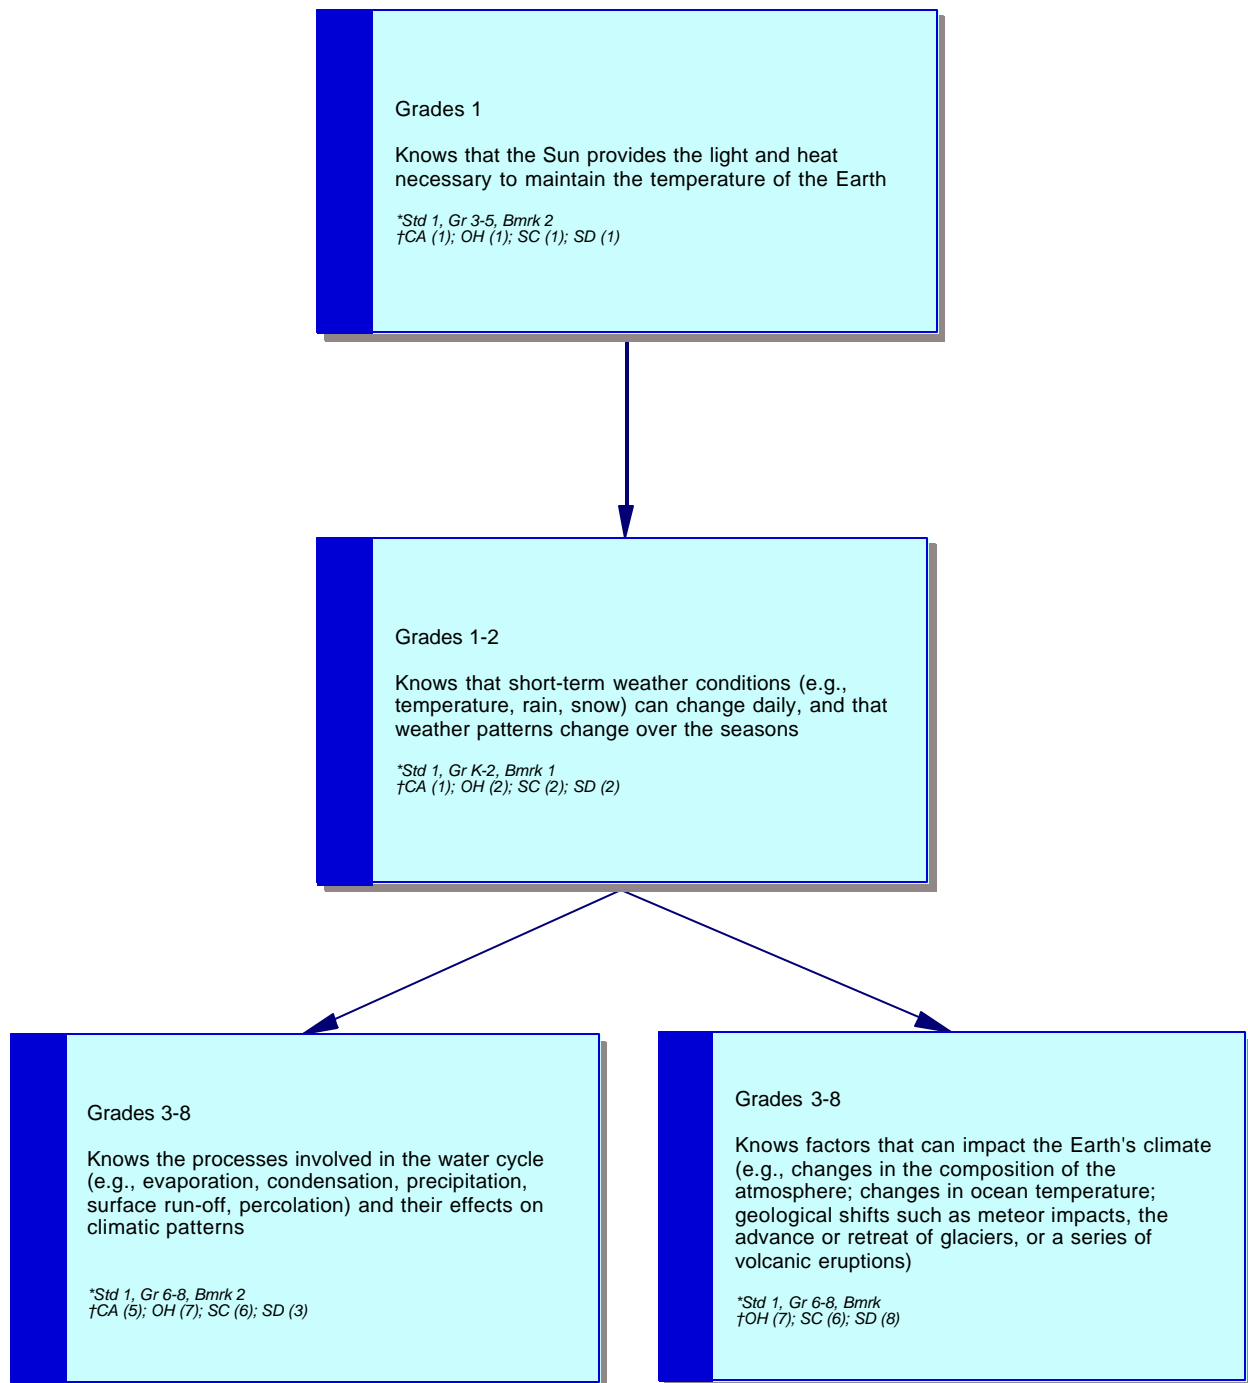 Grades 1
Knows that the Sun provides the light and heat
necessary to maintain the temperature of the Earth
*Std 1, Gr 3-5, Bmrk 2
†CA (1); OH (1); SC (1); SD (1)
Grades 1-2
Knows that short-term weather conditions (e.g.,
temperature, rain, snow) can change daily, and that
weather patterns change over the seasons
*Std 1, Gr K-2, Bmrk 1
†CA (1); OH (2); SC (2); SD (2)
Grades 3-8
Knows the processes involved in the water cycle
(e.g., evaporation, condensation, precipitation,
surface run-off, percolation) and their effects on
climatic patterns
*Std 1, Gr 6-8, Bmrk 2
†CA (5); OH (7); SC (6); SD (3)
Grades 3-8
Knows factors that can impact the Earth's climate
(e.g., changes in the composition of the
atmosphere; changes in ocean temperature;
geological shifts such as meteor impacts, the
advance or retreat of glaciers, or a series of
volcanic eruptions)
*Std 1, Gr 6-8, Bmrk
†OH (7); SC (6); SD (8)